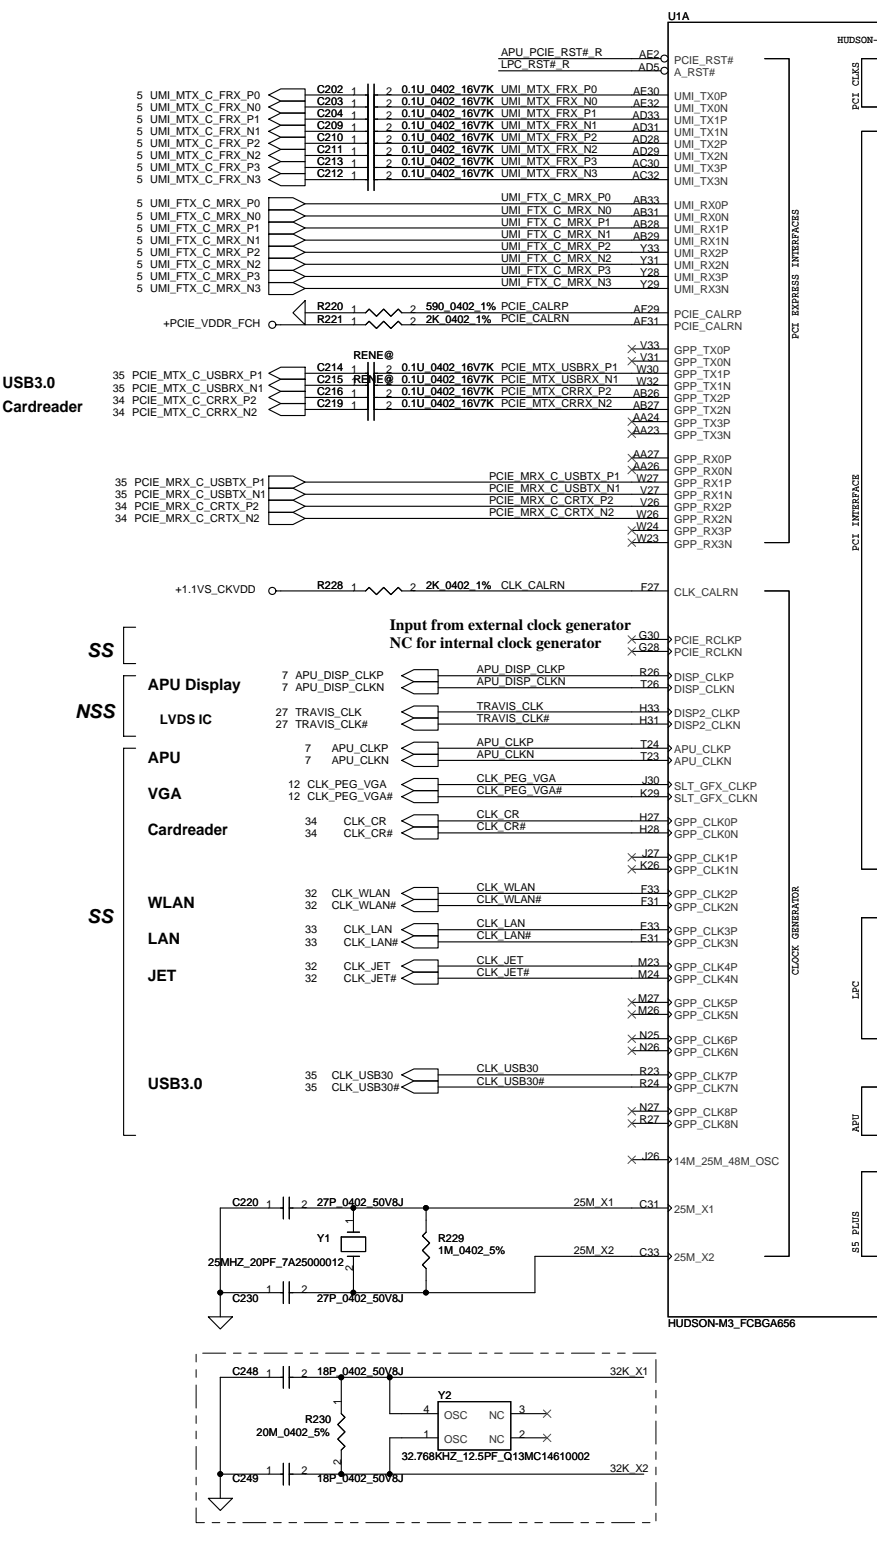 U1A
HUDSON-
APU_PCIE_RST#_R AE2 PCIE_RST#
LPC_RST#_R AD5 A_RST#
PCI CLKS
5 UMI_MTX_C_FRX_P0 C202 1 2 0.1U_0402_16V7K UMI_MTX_FRX_P0 AE30 UMI_TX0P
5 UMI_MTX_C_FRX_N0 C203 1 2 0.1U_0402_16V7K UMI_MTX_FRX_N0 AE32 UMI_TX0N
5 UMI_MTX_C_FRX_P1 C204 1 2 0.1U_0402_16V7K UMI_MTX_FRX_P1 AD33 UMI_TX1P
5 UMI_MTX_C_FRX_N1 C209 1 2 0.1U_0402_16V7K UMI_MTX_FRX_N1 AD31 UMI_TX1N
5 UMI_MTX_C_FRX_P2 C210 1 2 0.1U_0402_16V7K UMI_MTX_FRX_P2 AD28 UMI_TX2P
5 UMI_MTX_C_FRX_N2 C211 1 2 0.1U_0402_16V7K UMI_MTX_FRX_N2 AD29 UMI_TX2N
5 UMI_MTX_C_FRX_P3 C213 1 2 0.1U_0402_16V7K UMI_MTX_FRX_P3 AC30 UMI_TX3P
5 UMI_MTX_C_FRX_N3 C212 1 2 0.1U_0402_16V7K UMI_MTX_FRX_N3 AC32 UMI_TX3N
5 UMI_FTX_C_MRX_P0 UMI_FTX_C_MRX_P0 AB33 UMI_RX0P
5 UMI_FTX_C_MRX_N0 UMI_FTX_C_MRX_N0 AB31 UMI_RX0N
5 UMI_FTX_C_MRX_P1 UMI_FTX_C_MRX_P1 AB28 UMI_RX1P
5 UMI_FTX_C_MRX_N1 UMI_FTX_C_MRX_N1 AB29 UMI_RX1N
5 UMI_FTX_C_MRX_P2 UMI_FTX_C_MRX_P2 Y33 UMI_RX2P
5 UMI_FTX_C_MRX_N2 UMI_FTX_C_MRX_N2 Y31 UMI_RX2N
5 UMI_FTX_C_MRX_P3 UMI_FTX_C_MRX_P3 Y28 UMI_RX3P
5 UMI_FTX_C_MRX_N3 UMI_FTX_C_MRX_N3 Y29 UMI_RX3N
PCI EXPRESS INTERFACES
R220 1 2 590_0402_1% PCIE_CALRP AF29 PCIE_CALRP
+PCIE_VDDR_FCH R221 1 2 2K_0402_1% PCIE_CALRN AF31 PCIE_CALRN
V33 GPP_TX0P
V31 GPP_TX0N
RENE@
35 PCIE_MTX_C_USBRX_P1 C214 1 2 0.1U_0402_16V7K PCIE_MTX_USBRX_P1 W30 GPP_TX1P
USB3.0 35 PCIE_MTX_C_USBRX_N1 C215 1 RENE@ 2 0.1U_0402_16V7K PCIE_MTX_USBRX_N1 W32 GPP_TX1N
34 PCIE_MTX_C_CRRX_P2 C216 1 2 0.1U_0402_16V7K PCIE_MTX_CRRX_P2 AB26 GPP_TX2P
Cardreader 34 PCIE_MTX_C_CRRX_N2 C219 1 2 0.1U_0402_16V7K PCIE_MTX_CRRX_N2 AB27 GPP_TX2N
AA24 GPP_TX3P
AA23 GPP_TX3N
AA27 GPP_RX0P
AA26 GPP_RX0N
35 PCIE_MRX_C_USBTX_P1 PCIE_MRX_C_USBTX_P1 W27 GPP_RX1P
35 PCIE_MRX_C_USBTX_N1 PCIE_MRX_C_USBTX_N1 V27 GPP_RX1N
34 PCIE_MRX_C_CRTX_P2 PCIE_MRX_C_CRTX_P2 V26 GPP_RX2P
34 PCIE_MRX_C_CRTX_N2 PCIE_MRX_C_CRTX_N2 W26 GPP_RX2N
W24 GPP_RX3P
W23 GPP_RX3N
PCI INTERFACE
+1.1VS_CKVDD R228 1 2 2K_0402_1% CLK_CALRN F27 CLK_CALRN
Input from external clock generator
NC for internal clock generator
SS
G30 PCIE_RCLKP
G28 PCIE_RCLKN
NSS
APU Display
7 APU_DISP_CLKP APU_DISP_CLKP R26 DISP_CLKP
7 APU_DISP_CLKN APU_DISP_CLKN T26 DISP_CLKN
LVDS IC
27 TRAVIS_CLK TRAVIS_CLK H33 DISP2_CLKP
27 TRAVIS_CLK# TRAVIS_CLK# H31 DISP2_CLKN
APU
7 APU_CLKP APU_CLKP T24 APU_CLKP
7 APU_CLKN APU_CLKN T23 APU_CLKN
VGA
12 CLK_PEG_VGA CLK_PEG_VGA J30 SLT_GFX_CLKP
12 CLK_PEG_VGA# CLK_PEG_VGA# K29 SLT_GFX_CLKN
Cardreader
34 CLK_CR CLK_CR H27 GPP_CLK0P
34 CLK_CR# CLK_CR# H28 GPP_CLK0N
J27 GPP_CLK1P
K26 GPP_CLK1N
SS
WLAN
32 CLK_WLAN CLK_WLAN F33 GPP_CLK2P
32 CLK_WLAN# CLK_WLAN# F31 GPP_CLK2N
LAN
33 CLK_LAN CLK_LAN E33 GPP_CLK3P
33 CLK_LAN# CLK_LAN# E31 GPP_CLK3N
CLOCK GENERATOR
JET
32 CLK_JET CLK_JET M23 GPP_CLK4P
32 CLK_JET# CLK_JET# M24 GPP_CLK4N
LPC
M27 GPP_CLK5P
M26 GPP_CLK5N
N25 GPP_CLK6P
N26 GPP_CLK6N
USB3.0
35 CLK_USB30 CLK_USB30 R23 GPP_CLK7P
35 CLK_USB30# CLK_USB30# R24 GPP_CLK7N
N27 GPP_CLK8P
R27 GPP_CLK8N
APU
J26 14M_25M_48M_OSC
C220 1 2 27P_0402_50V8J 25M_X1 C31 25M_X1
S5 PLUS
1
Y1
R229
1M_0402_5%
25MHZ_20PF_7A25000012
2
25M_X2 C33 25M_X2
C230 1 2 27P_0402_50V8J
HUDSON-M3_FCBGA656
C248 1 2 18P_0402_50V8J 32K_X1
Y2
1
4 OSC NC 3
R230
20M_0402_5%
1 OSC NC 2
2
32.768KHZ_12.5PF_Q13MC14610002
C249 1 2 18P_0402_50V8J 32K_X2